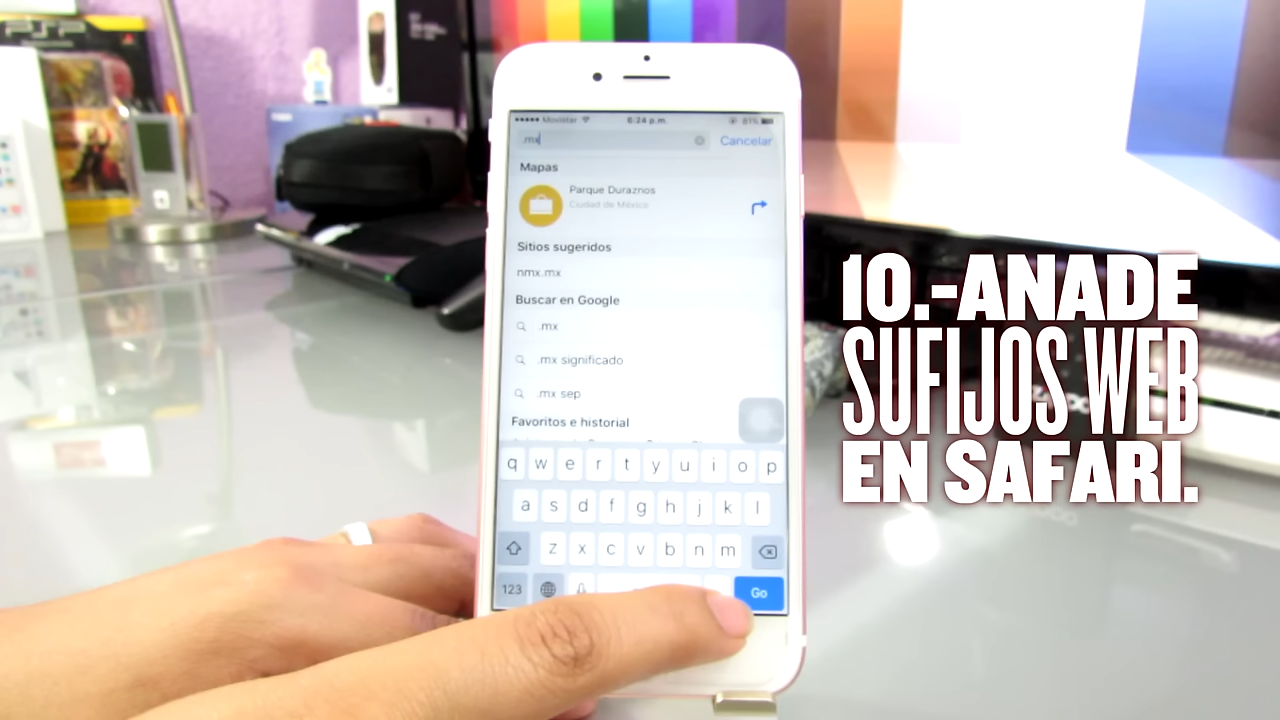 PSP
Movistar 6:24 p.m. 81%
.mx Cancelar
Mapas
Parque Duraznos
Ciudad de México
Sitios sugeridos
nmx.mx
Buscar en Google
.mx
.mx significado
.mx sep
Favoritos e historial
q w e r t y u i o p
a s d f g h j k l
z x c v b n m
123 Go
10.-ANADE
SUFIJOS WEB
EN SAFARI.